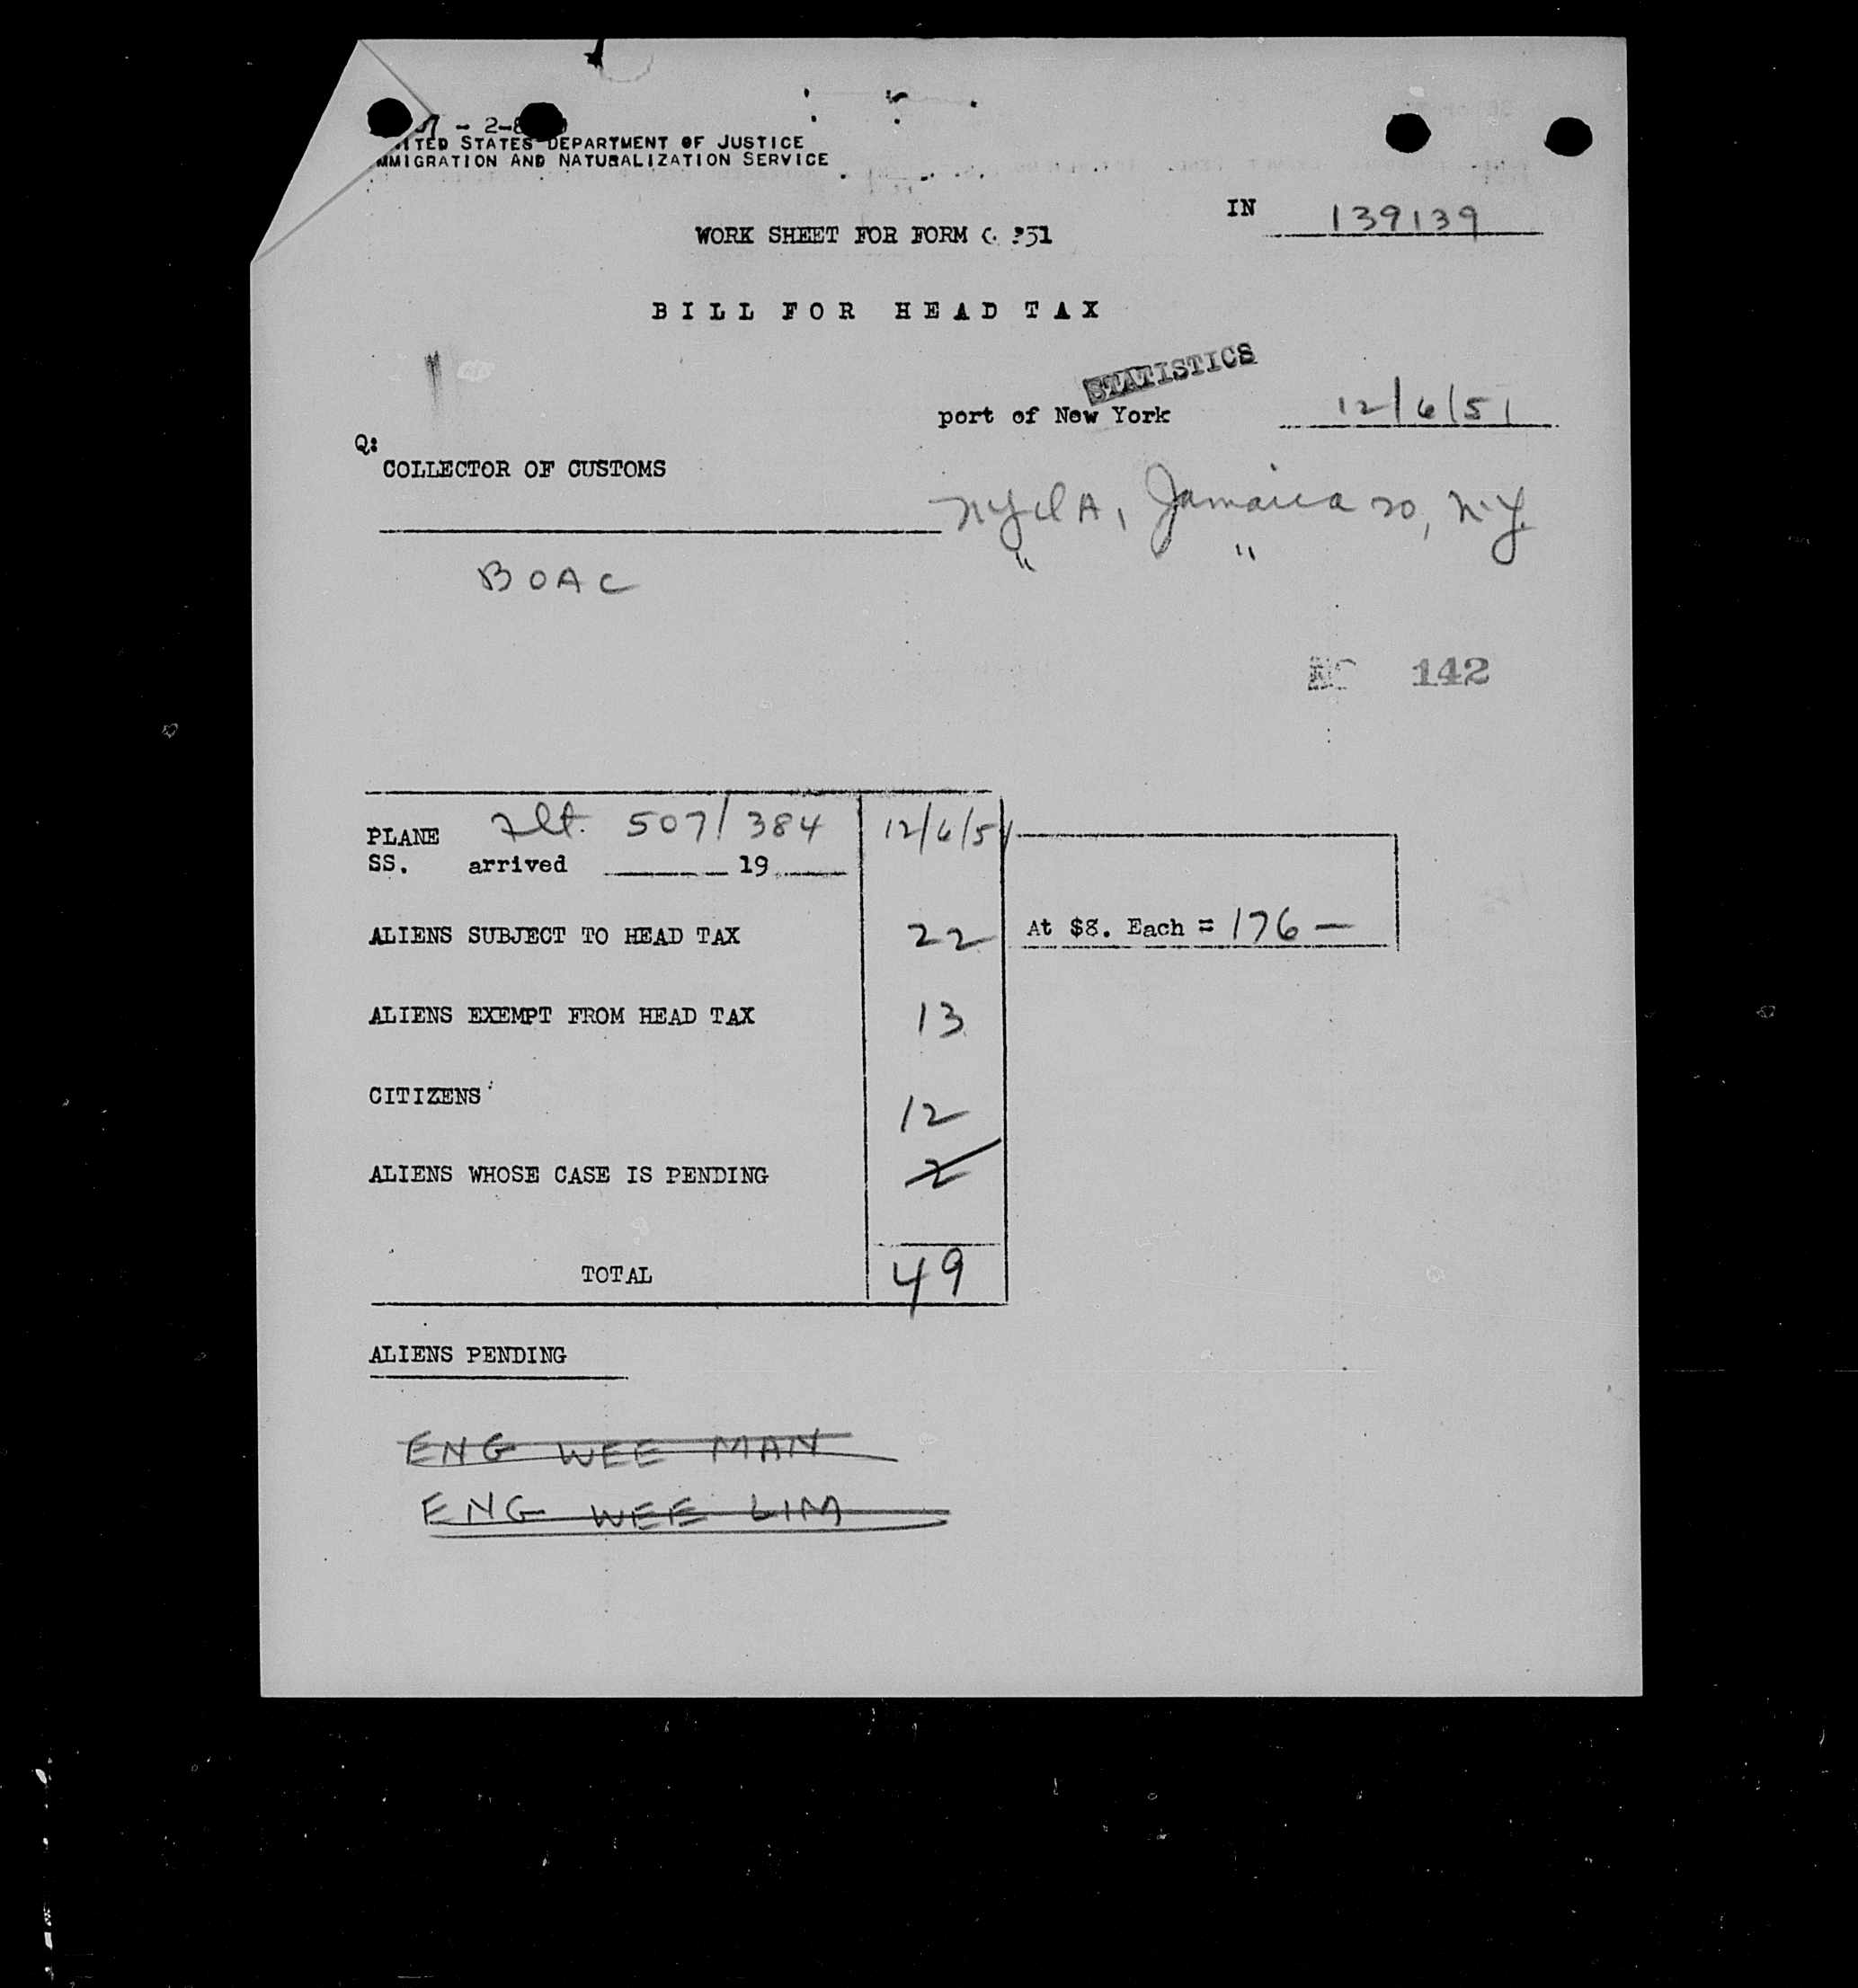 - 2-8
UNITED STATES DEPARTMENT OF JUSTICE
IMMIGRATION AND NATURALIZATION SERVICE
IN 139139
WORK SHEET FOR FORM
BILL FOR HEAD TAX
STATISTICS
port of New York 12/6/51
Q:
COLLECTOR OF CUSTOMS
NYIA, Jamaica 20, N.Y.
" "
BOAC
142
PLANE Flt. 507/384 12/6/51
SS. arrived 19
ALIENS SUBJECT TO HEAD TAX 22 At $8. Each = 176 —
ALIENS EXEMPT FROM HEAD TAX 13
CITIZENS 12
ALIENS WHOSE CASE IS PENDING 2
TOTAL 49
ALIENS PENDING
ENG WEE MAN
ENG WEE LIM